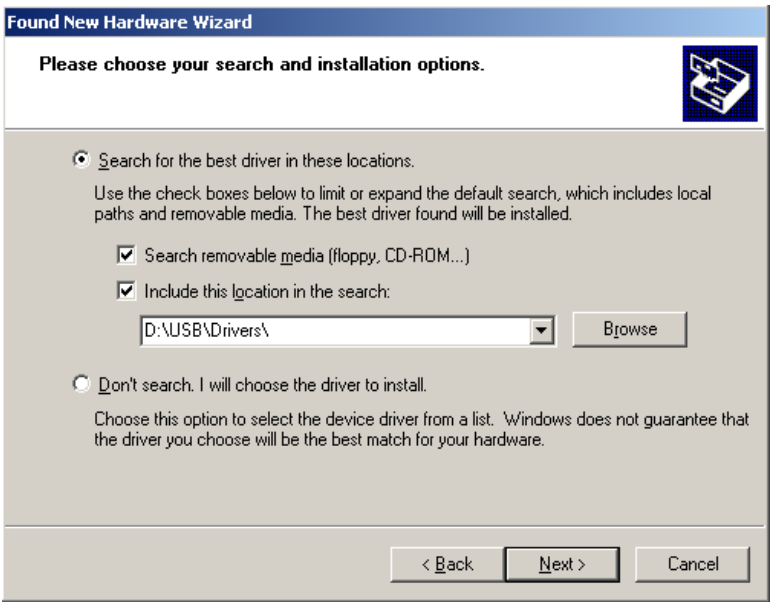 Found New Hardware Wizard
Please choose your search and installation options.
Search for the best driver in these locations.
Use the check boxes below to limit or expand the default search, which includes local
paths and removable media. The best driver found will be installed.
Search removable media (floppy, CD-ROM...)
Include this location in the search:
D:\USB\Drivers\
Browse
Don't search. I will choose the driver to install.
Choose this option to select the device driver from a list. Windows does not guarantee that
the driver you choose will be the best match for your hardware.
< Back Next > Cancel